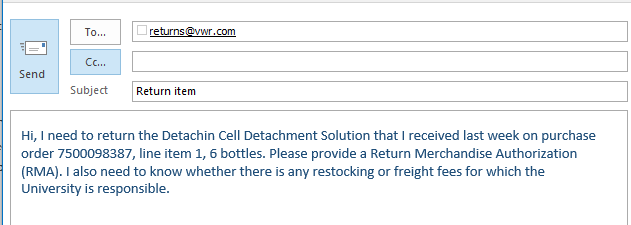 To...
returns@vwr.com
Cc...
Send
Subject
Return item
Hi, I need to return the Detachin Cell Detachment Solution that I received last week on purchase
order 7500098387, line item 1, 6 bottles. Please provide a Return Merchandise Authorization
(RMA). I also need to know whether there is any restocking or freight fees for which the
University is responsible.